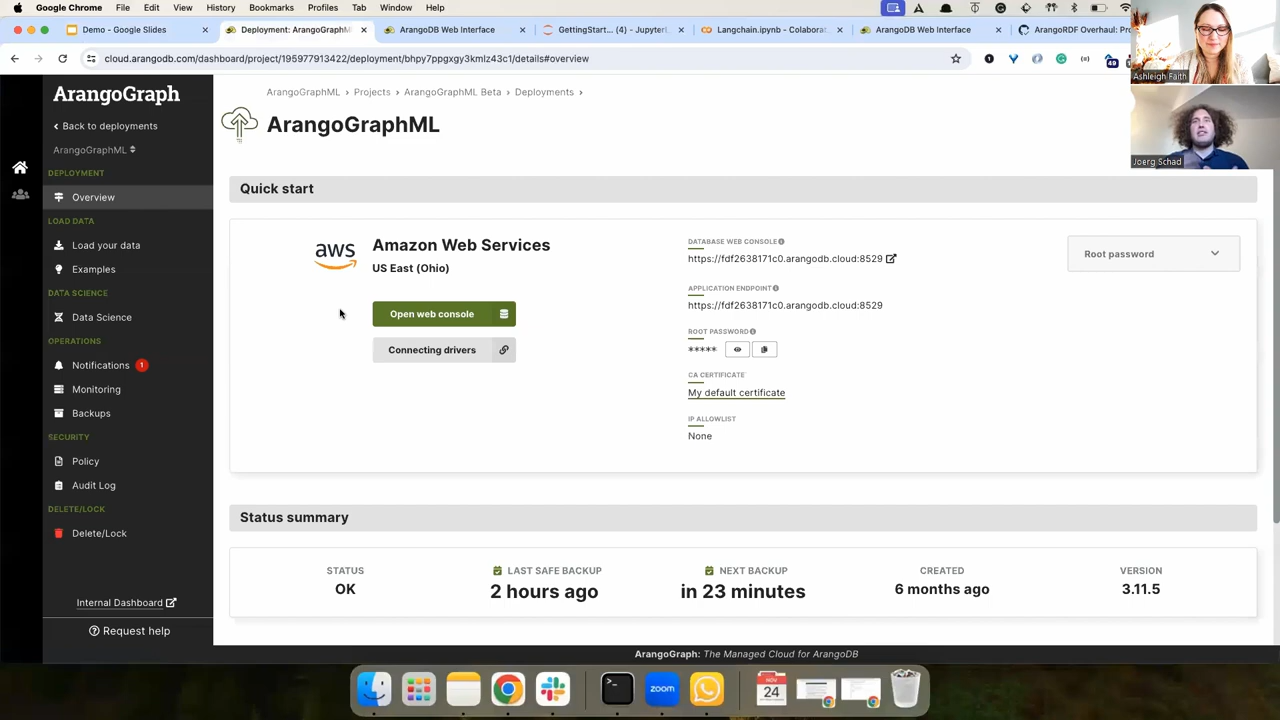 Google Chrome File Edit View History Bookmarks Profiles Tab Window Help
Demo - Google Slides
Deployment: ArangoGraphM
ArangoDB Web Interface
GettingStart... (4) - JupyterL
Langchain.ipynb - Colaborat
ArangoDB Web Interface
ArangoRDF Overhaul: Pr
cloud.arangodb.com/dashboard/project/195977913422/deployment/bhpy7ppgxgy3kmlz43c1/details#overview
49
Ashleigh Faith
Joerg Schad
ArangoGraph
Back to deployments
ArangoGraphML
DEPLOYMENT
Overview
LOAD DATA
Load your data
Examples
DATA SCIENCE
Data Science
OPERATIONS
Notifications 1
Monitoring
Backups
SECURITY
Policy
Audit Log
DELETE/LOCK
Delete/Lock
Internal Dashboard
Request help
ArangoGraphML > Projects > ArangoGraphML Beta > Deployments >
ArangoGraphML
Quick start
aws
Amazon Web Services
US East (Ohio)
Open web console
Connecting drivers
DATABASE WEB CONSOLE
https://fdf2638171c0.arangodb.cloud:8529
APPLICATION ENDPOINT
https://fdf2638171c0.arangodb.cloud:8529
ROOT PASSWORD
*****
CA CERTIFICATE
My default certificate
IP ALLOWLIST
None
Root password
Status summary
STATUS
OK
LAST SAFE BACKUP
2 hours ago
NEXT BACKUP
in 23 minutes
CREATED
6 months ago
VERSION
3.11.5
ArangoGraph: The Managed Cloud for ArangoDB
zoom
NOV
24